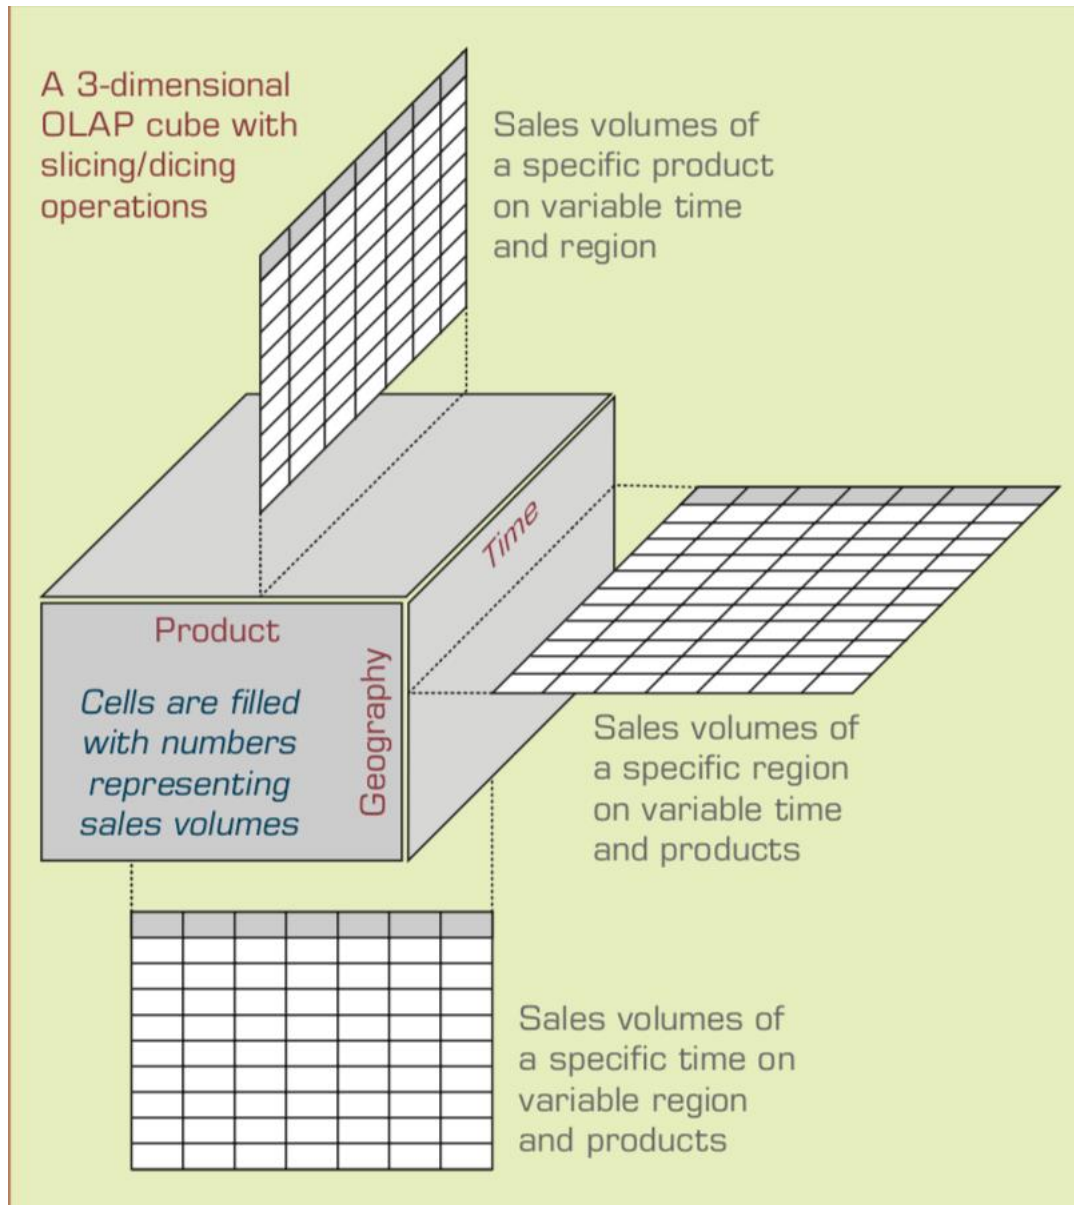 A 3-dimensional
OLAP cube with
slicing/dicing
operations
Sales volumes of
a specific product
on variable time
and region
Time
Product
Geography
Cells are filled
with numbers
representing
sales volumes
Sales volumes of
a specific region
on variable time
and products
Sales volumes of
a specific time on
variable region
and products